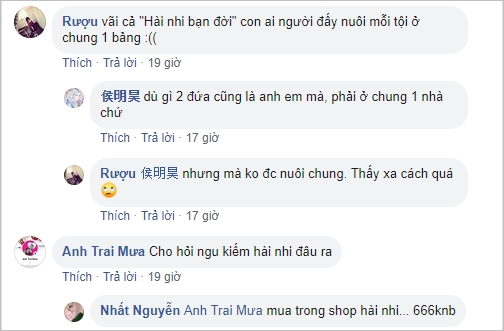 Rượu vãi cả "Hài nhi bạn đời" con ai người đấy nuôi mỗi tội ở
chung 1 bảng :((
Thích · Trả lời · 19 giờ
侯明昊 dù gì 2 đứa cũng là anh em mà, phải ở chung 1 nhà
chứ
Thích · Trả lời · 17 giờ
Rượu 侯明昊 nhưng mà ko đc nuôi chung. Thấy xa cách quá
🙄
Thích · Trả lời · 17 giờ
Anh Trai Mưa Cho hỏi ngu kiếm hài nhi đâu ra
Thích · Trả lời · 19 giờ
Nhất Nguyễn Anh Trai Mưa mua trong shop hài nhi... 666knb